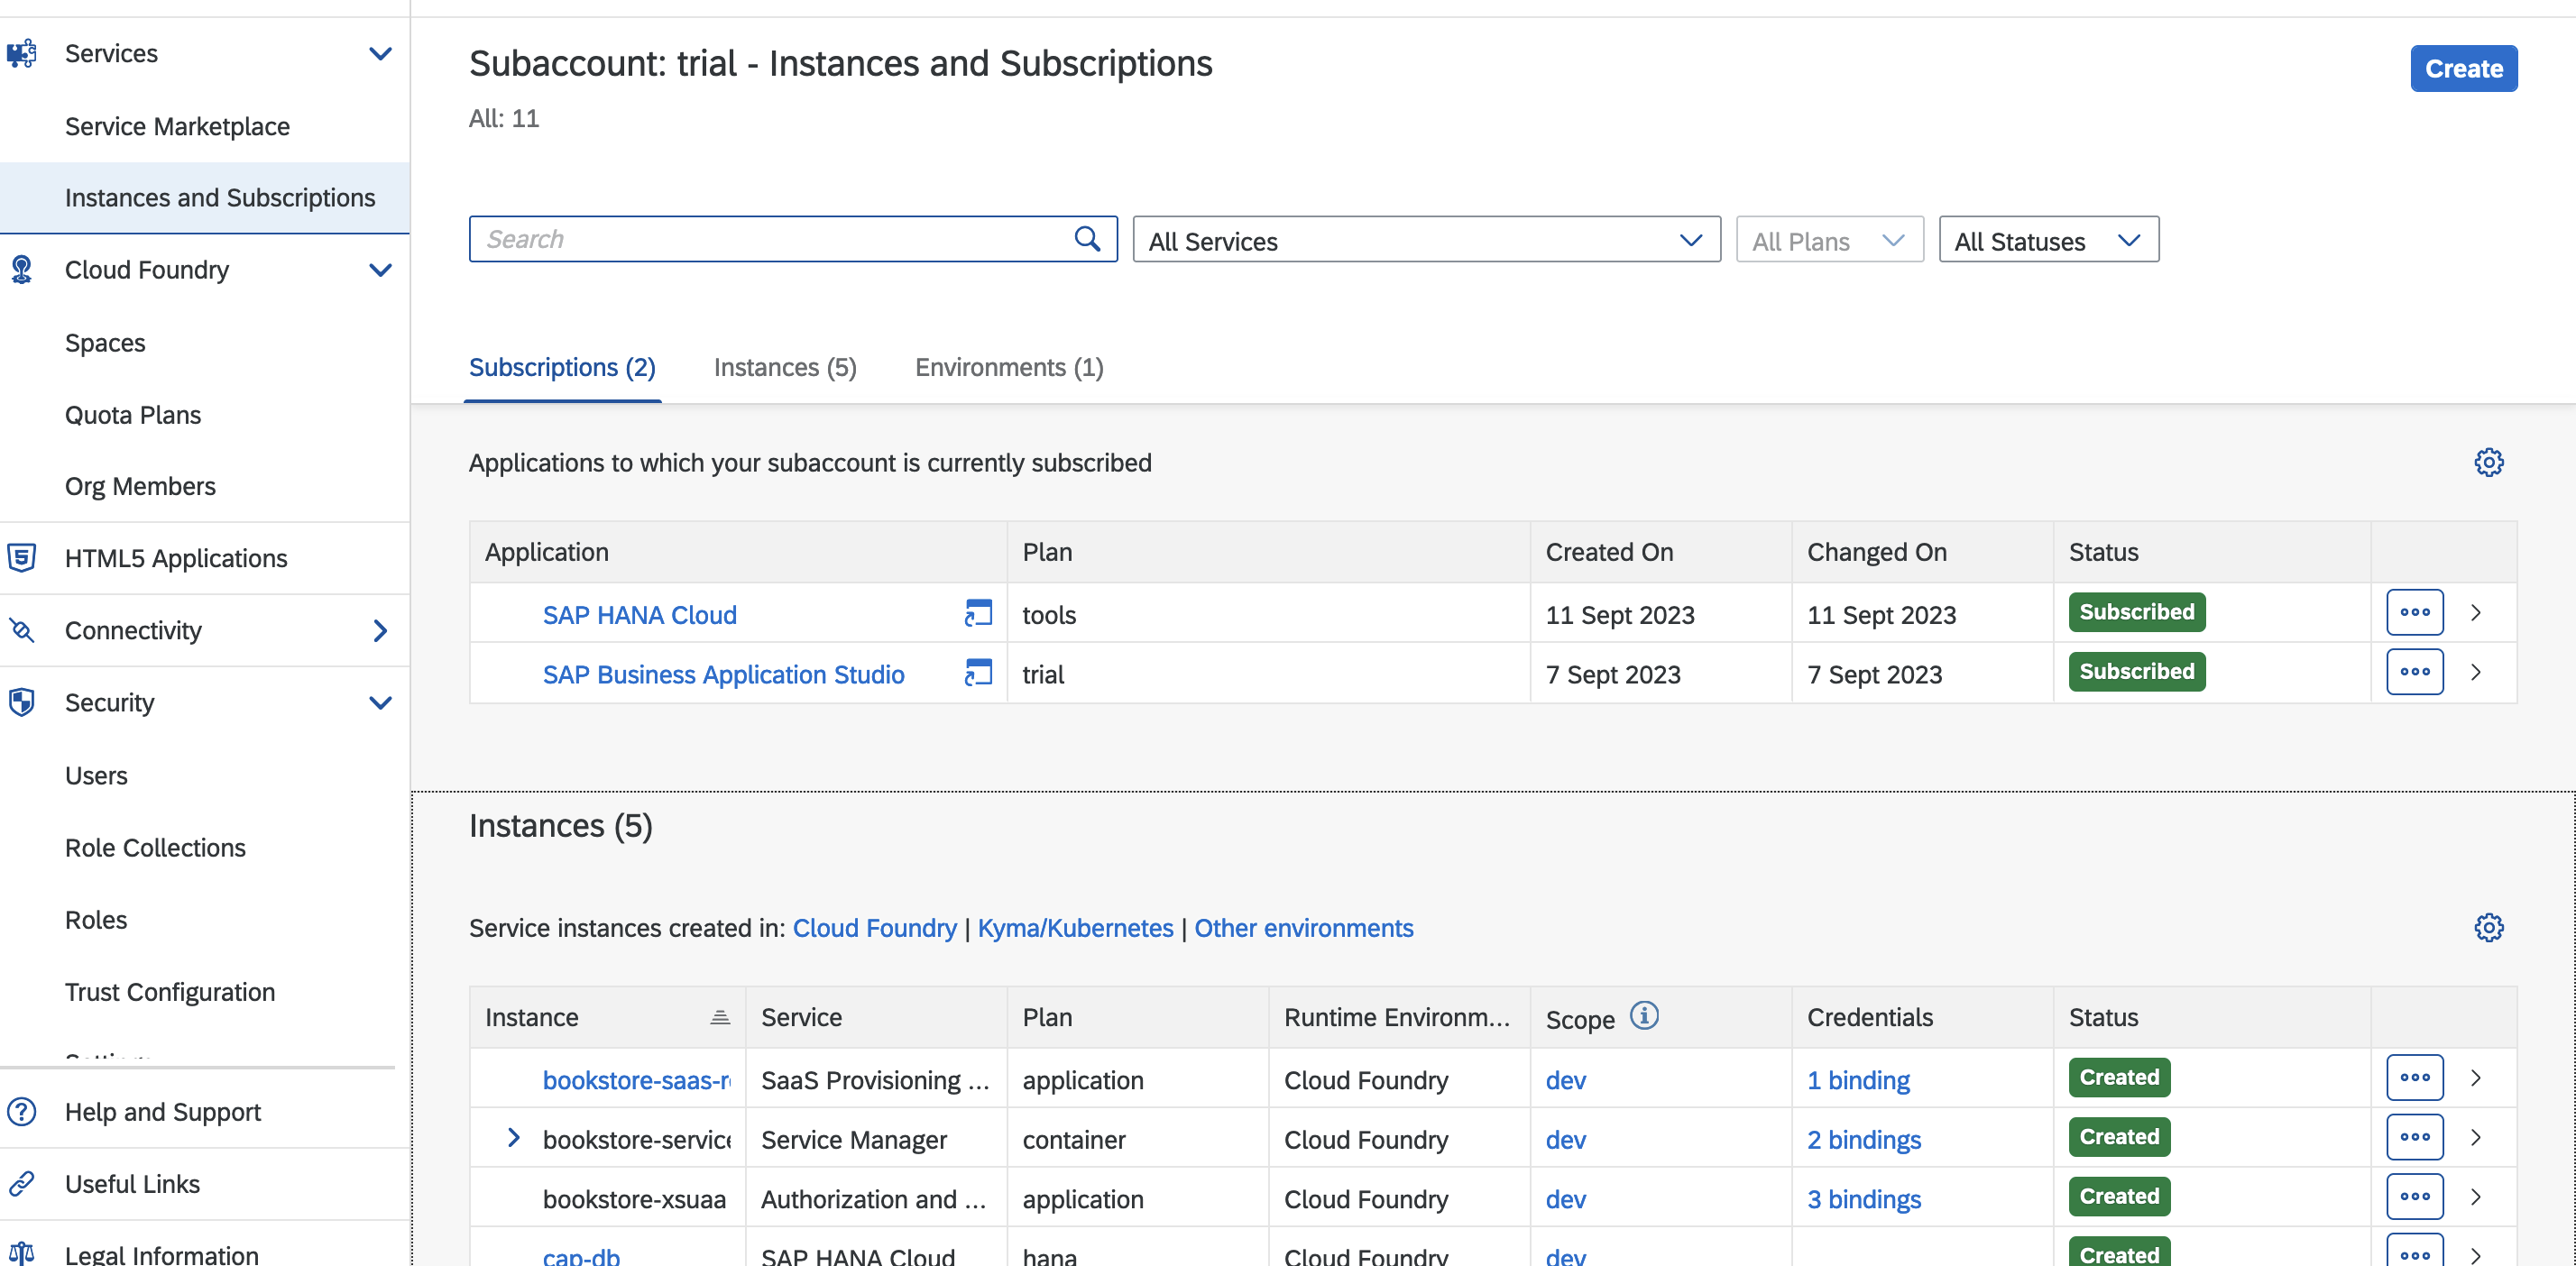 Services
Service Marketplace
Instances and Subscriptions
Cloud Foundry
Spaces
Quota Plans
Org Members
HTML5 Applications
Connectivity
Security
Users
Role Collections
Roles
Trust Configuration
Help and Support
Useful Links
Legal Information
Subaccount: trial - Instances and Subscriptions
Create
All: 11
Search
All Services
All Plans
All Statuses
Subscriptions (2) Instances (5) Environments (1)
Applications to which your subaccount is currently subscribed
Application Plan Created On Changed On Status
SAP HANA Cloud tools 11 Sept 2023 11 Sept 2023 Subscribed
SAP Business Application Studio trial 7 Sept 2023 7 Sept 2023 Subscribed
Instances (5)
Service instances created in: Cloud Foundry | Kyma/Kubernetes | Other environments
Instance Service Plan Runtime Environm... Scope Credentials Status
bookstore-saas-r SaaS Provisioning ... application Cloud Foundry dev 1 binding Created
bookstore-service Service Manager container Cloud Foundry dev 2 bindings Created
bookstore-xsuaa Authorization and ... application Cloud Foundry dev 3 bindings Created
cap-db SAP HANA Cloud hana Cloud Foundry dev Created